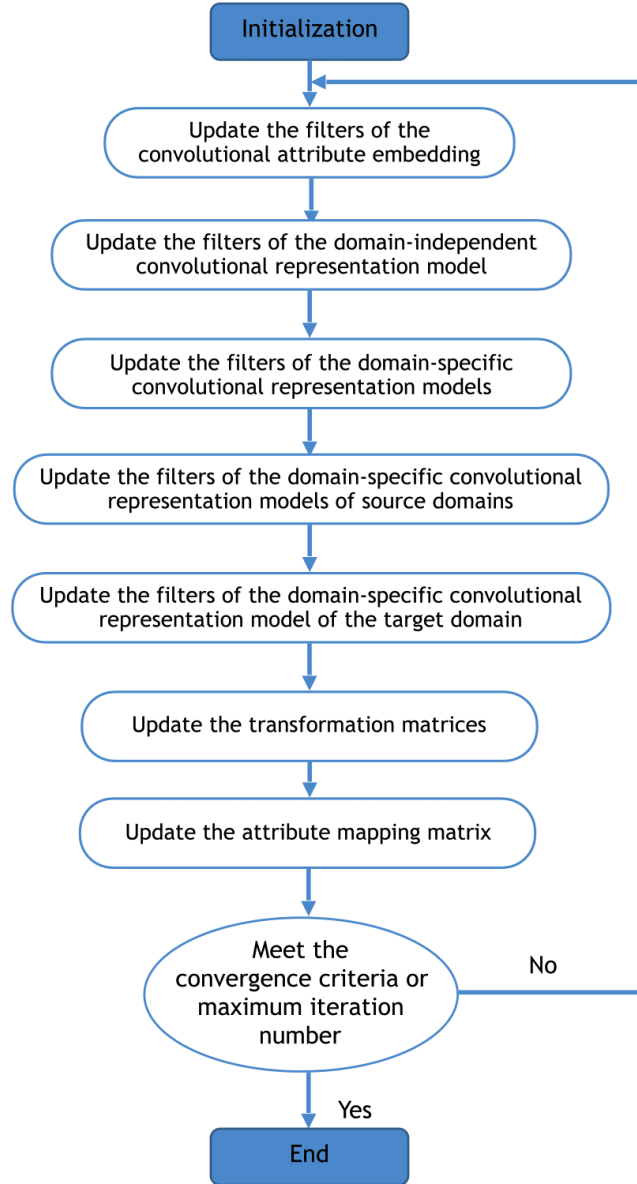 Initialization
Update the filters of the
convolutional attribute embedding
Update the filters of the domain-independent
convolutional representation model
Update the filters of the domain-specific
convolutional representation models
Update the filters of the domain-specific convolutional
representation models of source domains
Update the filters of the domain-specific convolutional
representation model of the target domain
Update the transformation matrices
Update the attribute mapping matrix
Meet the
convergence criteria or
maximum iteration
number
No
Yes
End